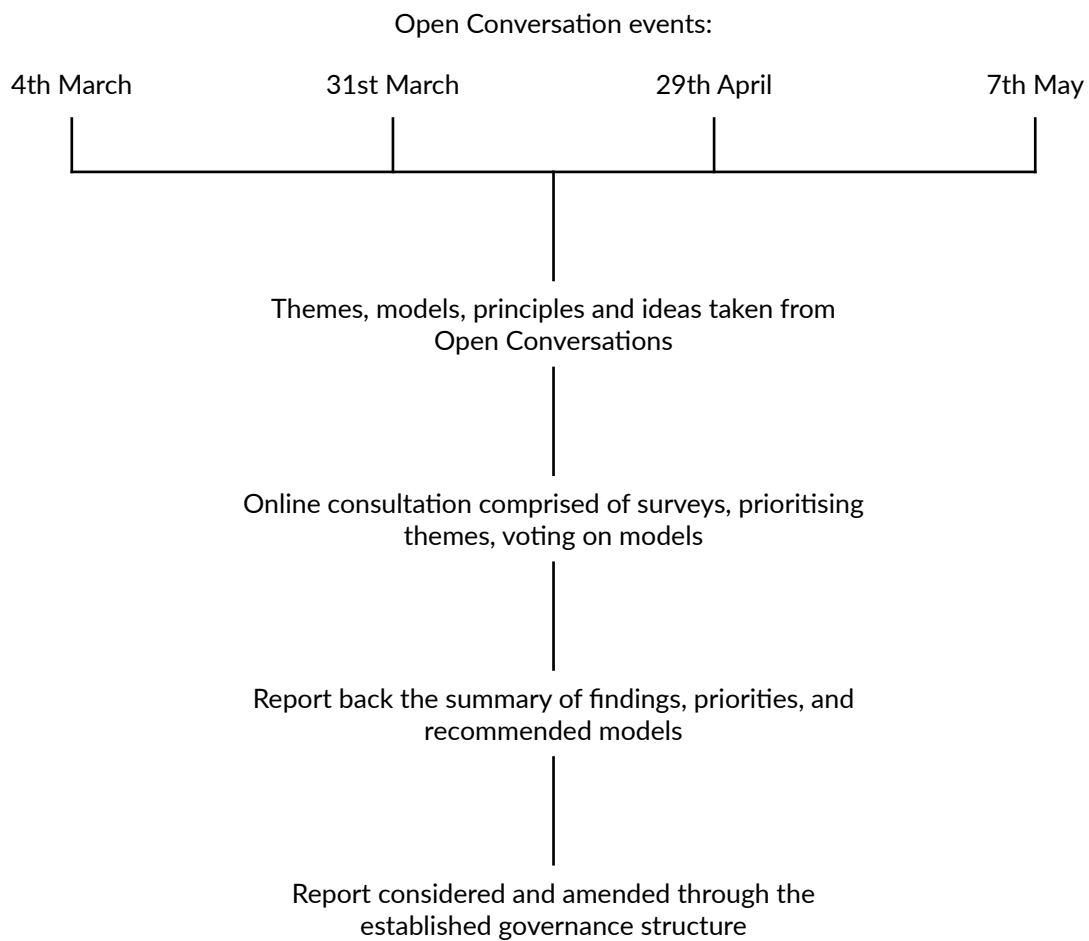 Open Conversation events:
4th March
31st March
29th April
7th May
Themes, models, principles and ideas taken from
Open Conversations
Online consultation comprised of surveys, prioritising
themes, voting on models
Report back the summary of findings, priorities, and
recommended models
Report considered and amended through the
established governance structure